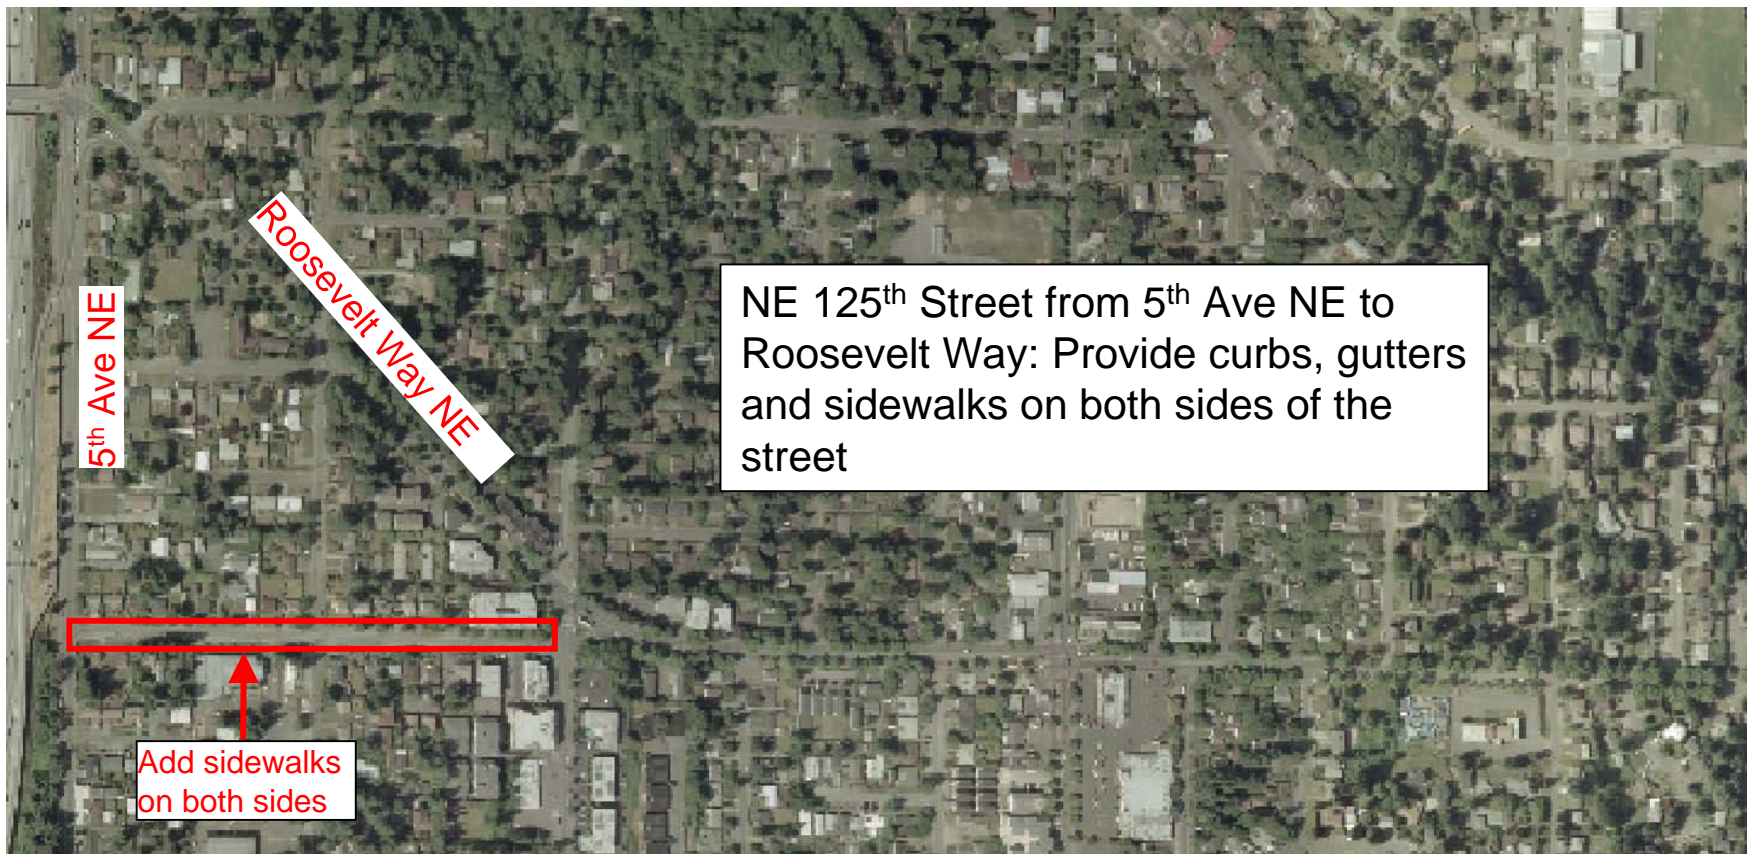 5th Ave NE
Roosevelt Way NE
NE 125th Street from 5th Ave NE to
Roosevelt Way: Provide curbs, gutters
and sidewalks on both sides of the
street
Add sidewalks
on both sides